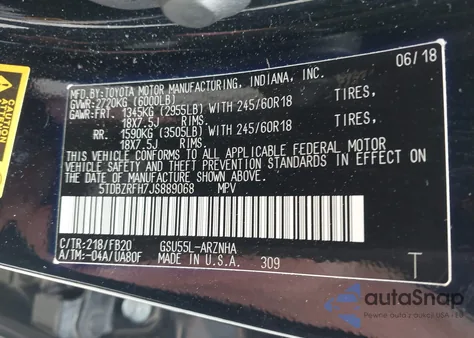 MFD.BY:TOYOTA MOTOR MANUFACTURING, INDIANA, INC. 06/18
GVWR:2720KG (6000LB)
GAWR:FRT. 1345KG (2955LB) WITH 245/60R18 TIRES,
18X7.5J RIMS,
RR. 1590KG (3505LB) WITH 245/60R18 TIRES,
18X7.5J RIMS.
THIS VEHICLE CONFORMS TO ALL APPLICABLE FEDERAL MOTOR
VEHICLE SAFETY AND THEFT PREVENTION STANDARDS IN EFFECT ON
THE DATE OF MANUFACTURE SHOWN ABOVE.
5TDBZRFH7JS889068 MPV
C/TR:218/FB20 GSU55L-ARZNHA
A/TM:-04A/UA80F MADE IN U.S.A. 309 T
autoSnap